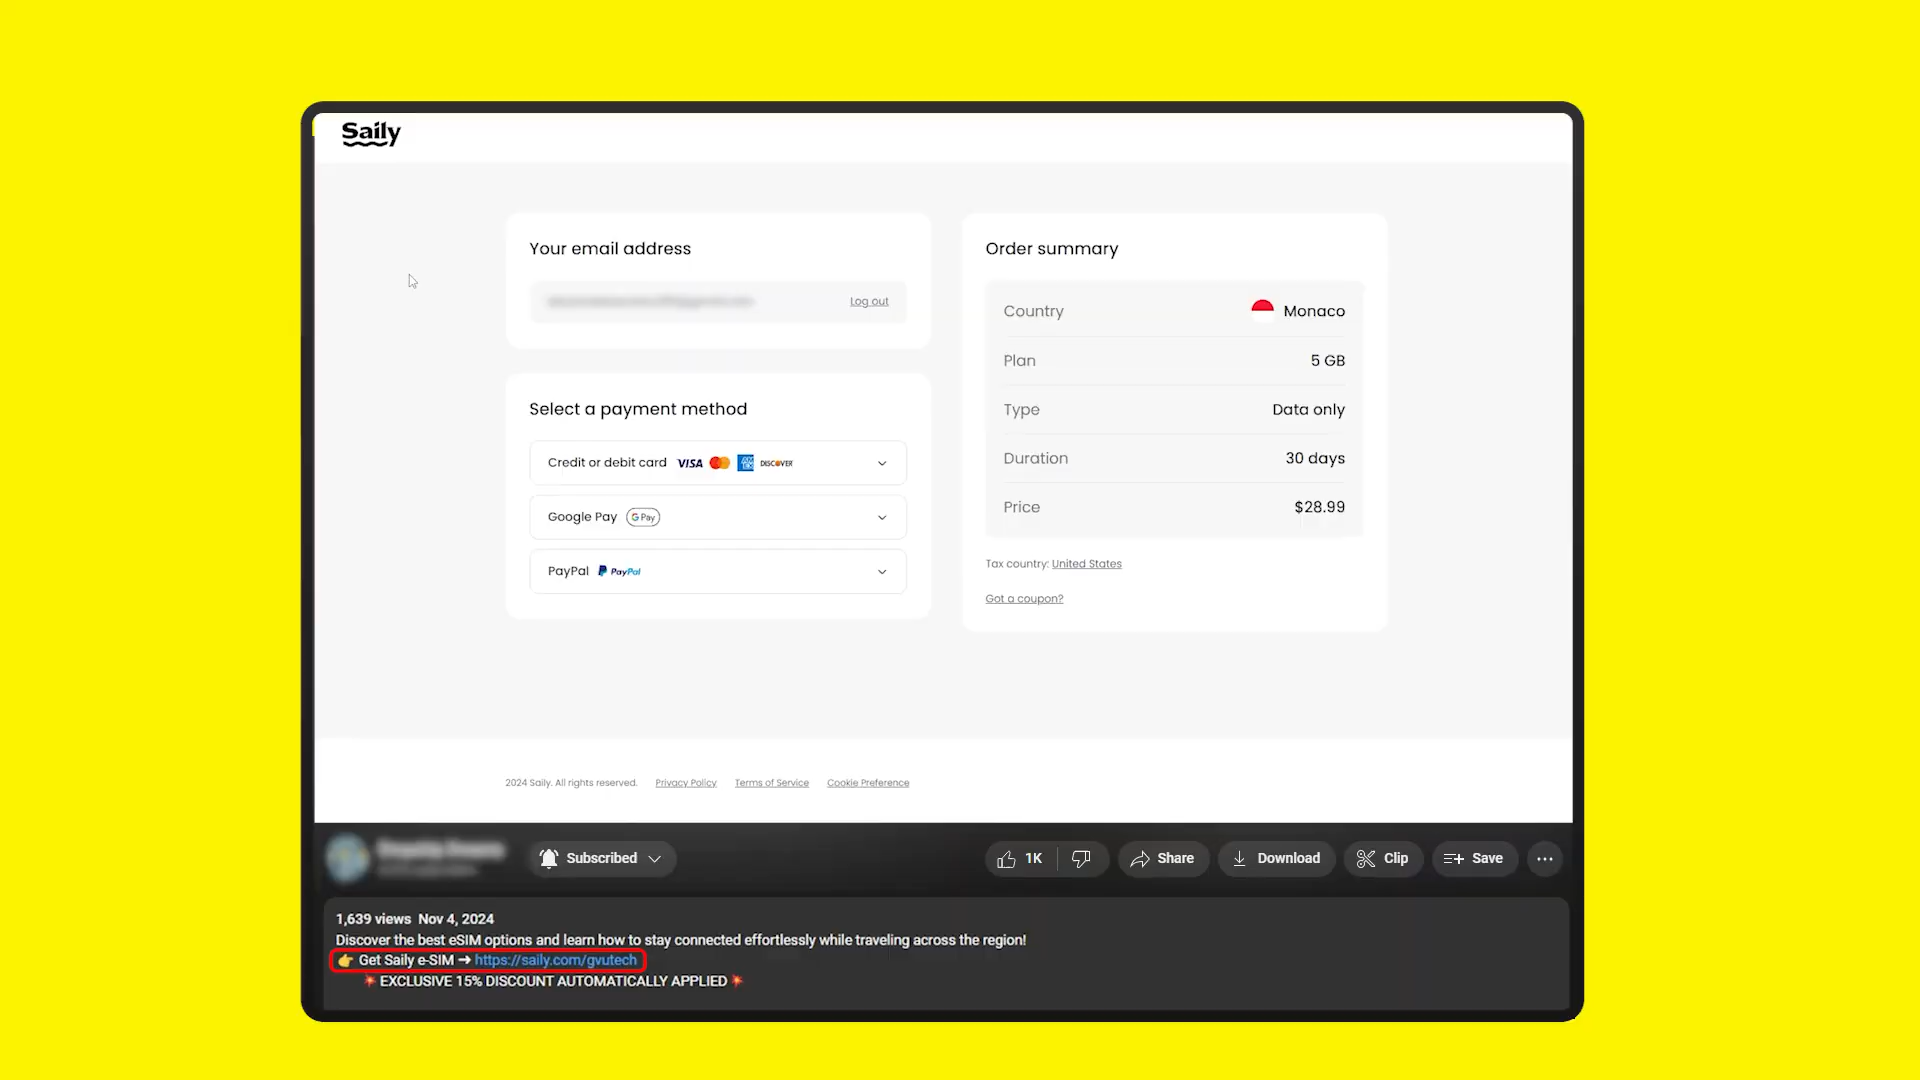 Saily
Your email address
Log out
Select a payment method
Credit or debit card VISA AMEX DISCOVER
Google Pay G Pay
PayPal PayPal
Order summary
Country Monaco
Plan 5 GB
Type Data only
Duration 30 days
Price $28.99
Tax country: United States
Got a coupon?
2024 Saily. All rights reserved. Privacy Policy Terms of Service Cookie Preference
Subscribed 1K Share Download Clip Save
1,639 views Nov 4, 2024
Discover the best eSIM options and learn how to stay connected effortlessly while traveling across the region!
👉 Get Saily e-SIM ➜ https://saily.com/gvutech
💥 EXCLUSIVE 15% DISCOUNT AUTOMATICALLY APPLIED 💥